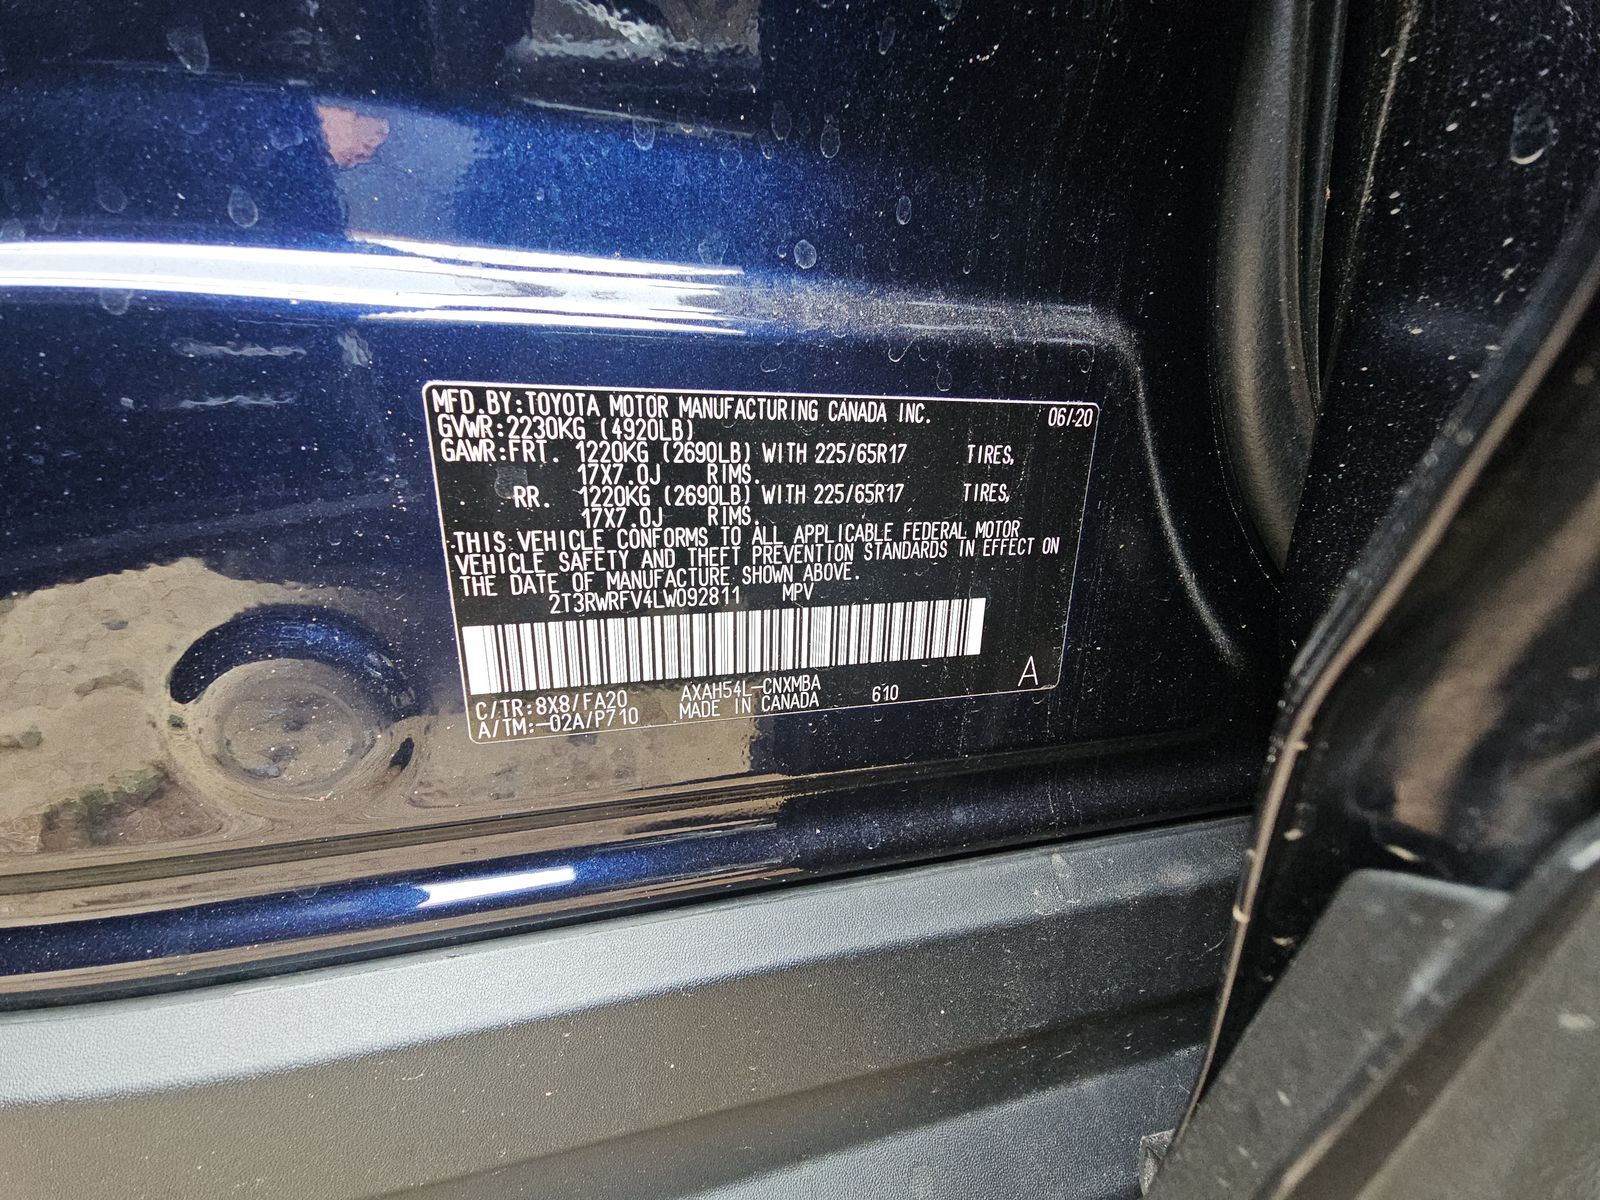 MFD.BY:TOYOTA MOTOR MANUFACTURING CANADA INC. 06/20
GVWR:2230KG (4920LB)
GAWR:FRT. 1220KG (2690LB) WITH 225/65R17 TIRES,
17X7.0J RIMS.
RR. 1220KG (2690LB) WITH 225/65R17 TIRES,
17X7.0J RIMS.
THIS VEHICLE CONFORMS TO ALL APPLICABLE FEDERAL MOTOR
VEHICLE SAFETY AND THEFT PREVENTION STANDARDS IN EFFECT ON
THE DATE OF MANUFACTURE SHOWN ABOVE.
2T3RWRFV4LW092811 MPV
C/TR:8X8/FA20 AXAH54L-CNXMBA 610 A
A/TM:-02A/P710 MADE IN CANADA